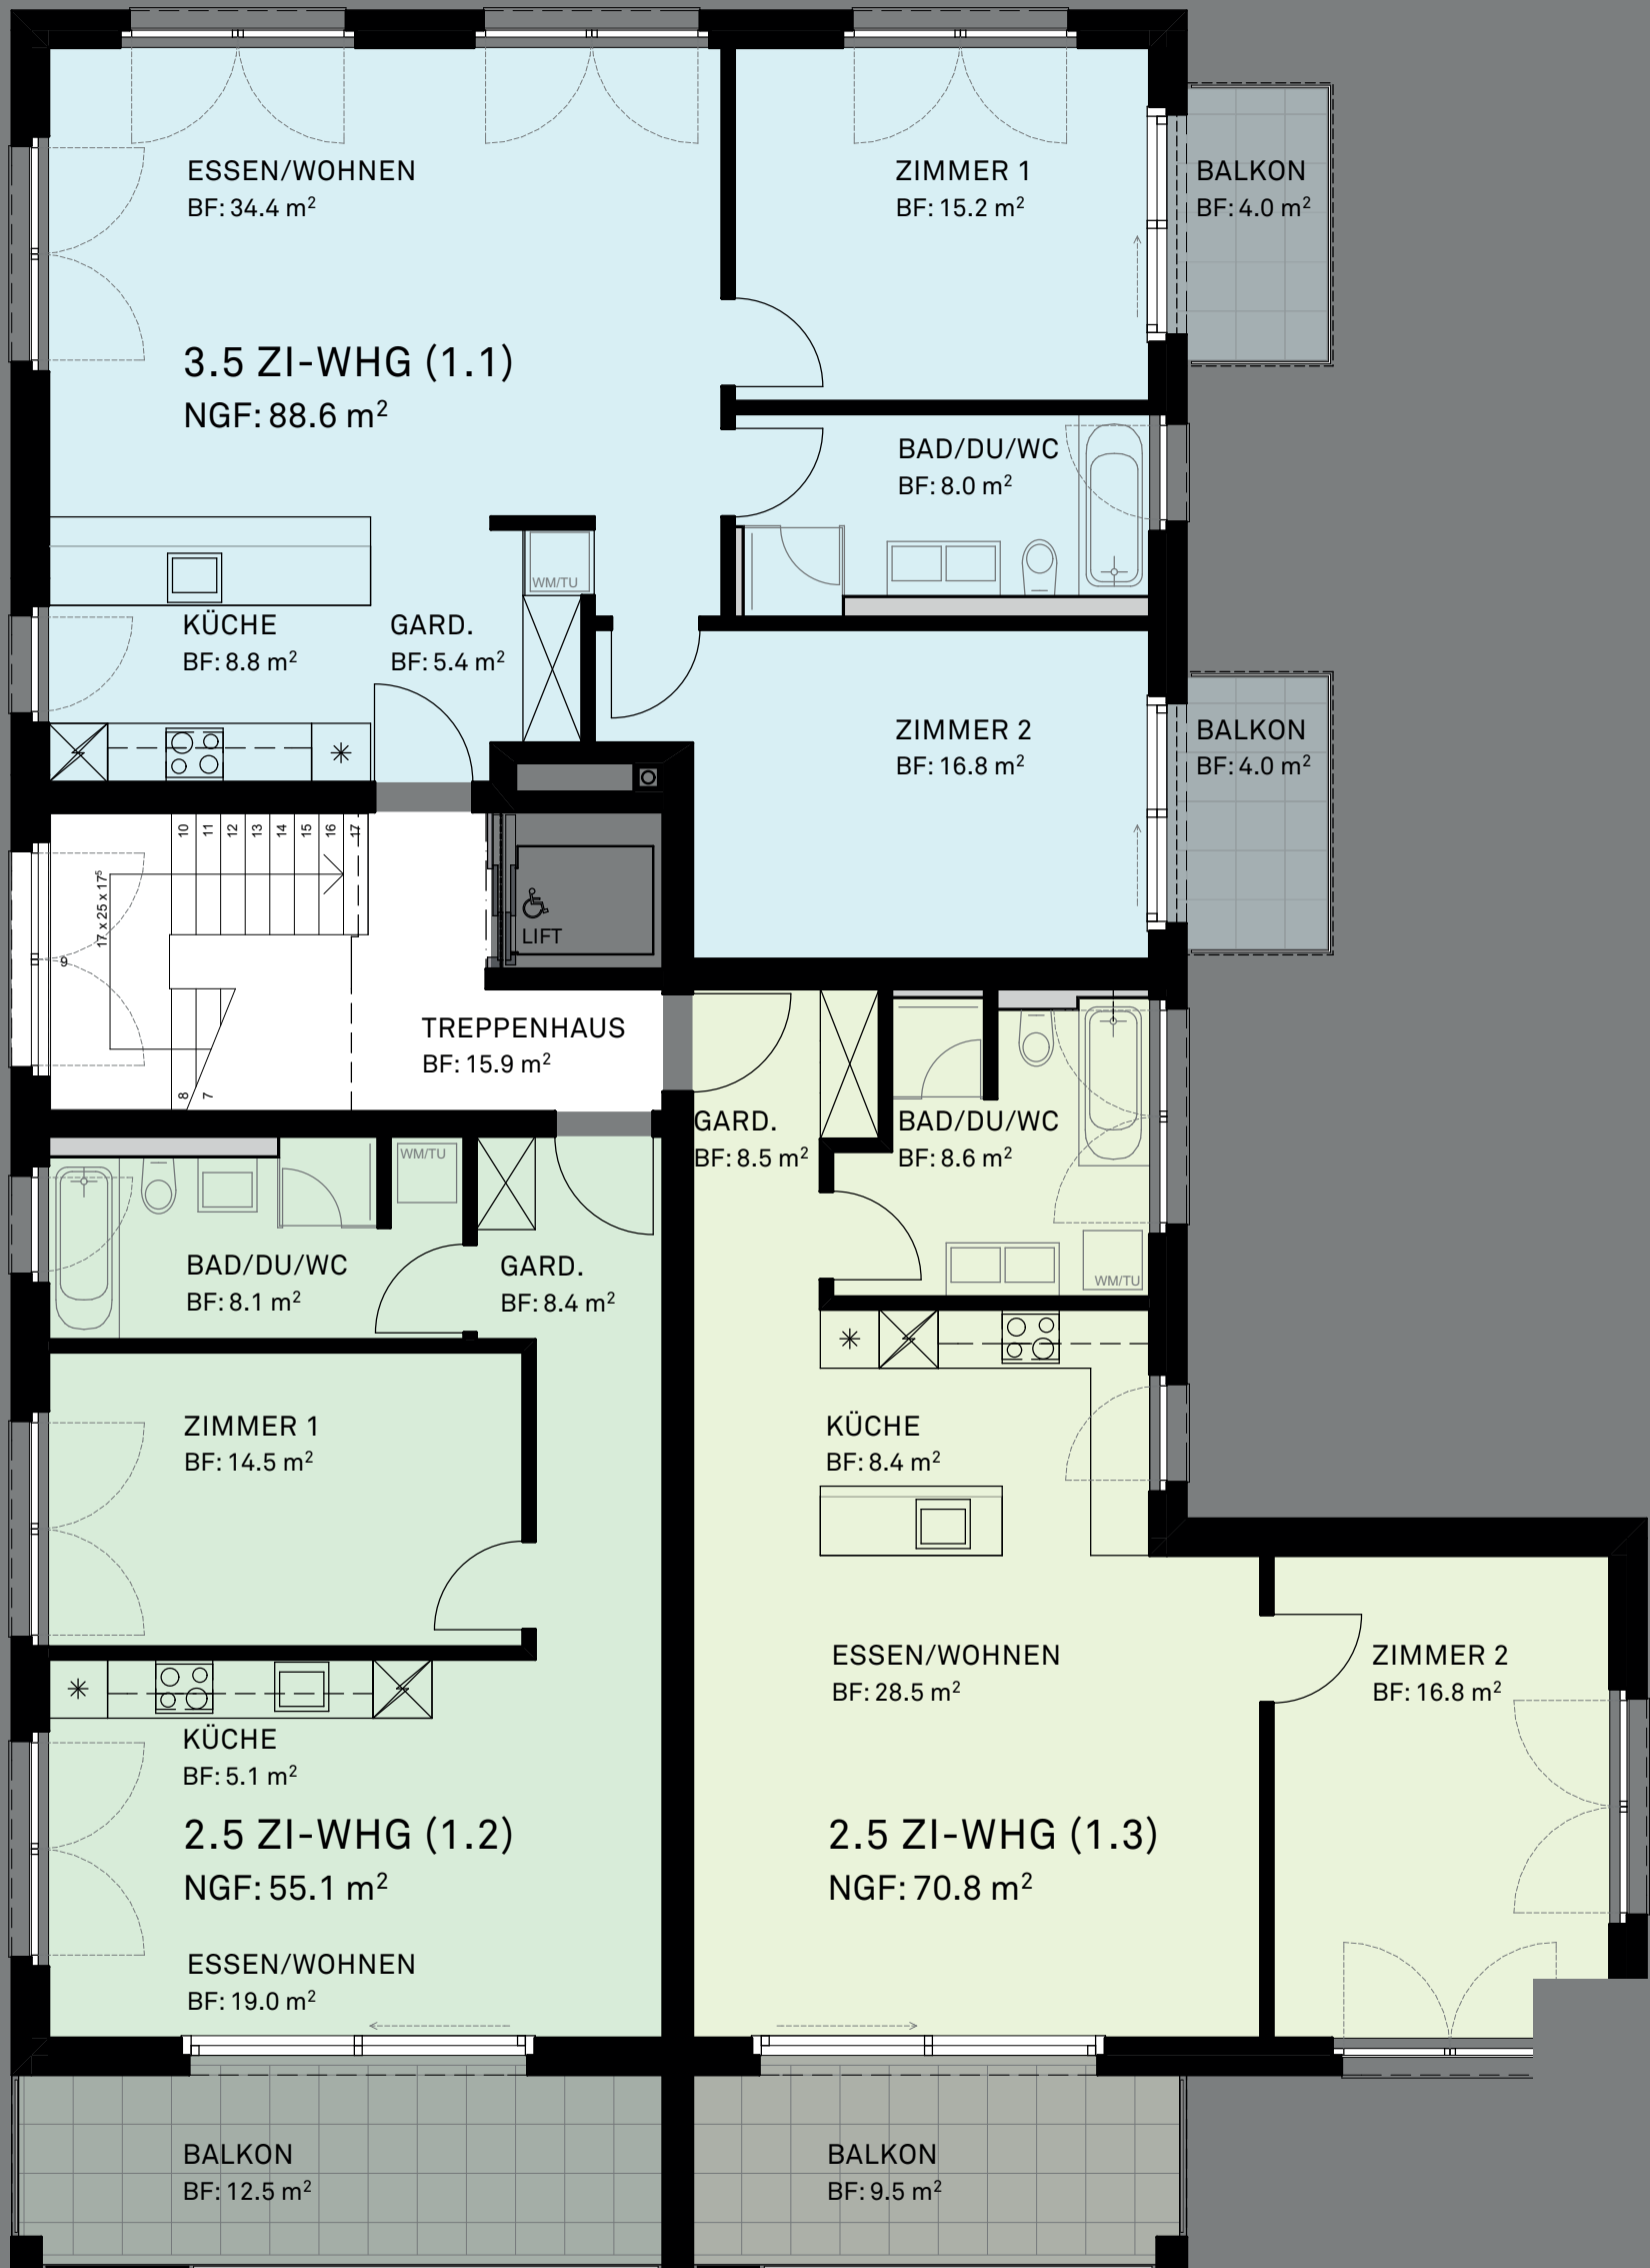 ESSEN/WOHNEN
BF: 34.4 m²
ZIMMER 1
BF: 15.2 m²
BALKON
BF: 4.0 m²
3.5 ZI-WHG (1.1)
NGF: 88.6 m²
BAD/DU/WC
BF: 8.0 m²
WM/TU
KÜCHE
BF: 8.8 m²
GARD.
BF: 5.4 m²
ZIMMER 2
BF: 16.8 m²
BALKON
BF: 4.0 m²
10 11 12 13 14 15 16 17
17 x 25 x 17⁵
9
LIFT
TREPPENHAUS
BF: 15.9 m²
8 7
GARD.
BF: 8.5 m²
BAD/DU/WC
BF: 8.6 m²
WM/TU
WM/TU
BAD/DU/WC
BF: 8.1 m²
GARD.
BF: 8.4 m²
ZIMMER 1
BF: 14.5 m²
KÜCHE
BF: 8.4 m²
ESSEN/WOHNEN
BF: 28.5 m²
ZIMMER 2
BF: 16.8 m²
KÜCHE
BF: 5.1 m²
2.5 ZI-WHG (1.2)
NGF: 55.1 m²
2.5 ZI-WHG (1.3)
NGF: 70.8 m²
ESSEN/WOHNEN
BF: 19.0 m²
BALKON
BF: 12.5 m²
BALKON
BF: 9.5 m²